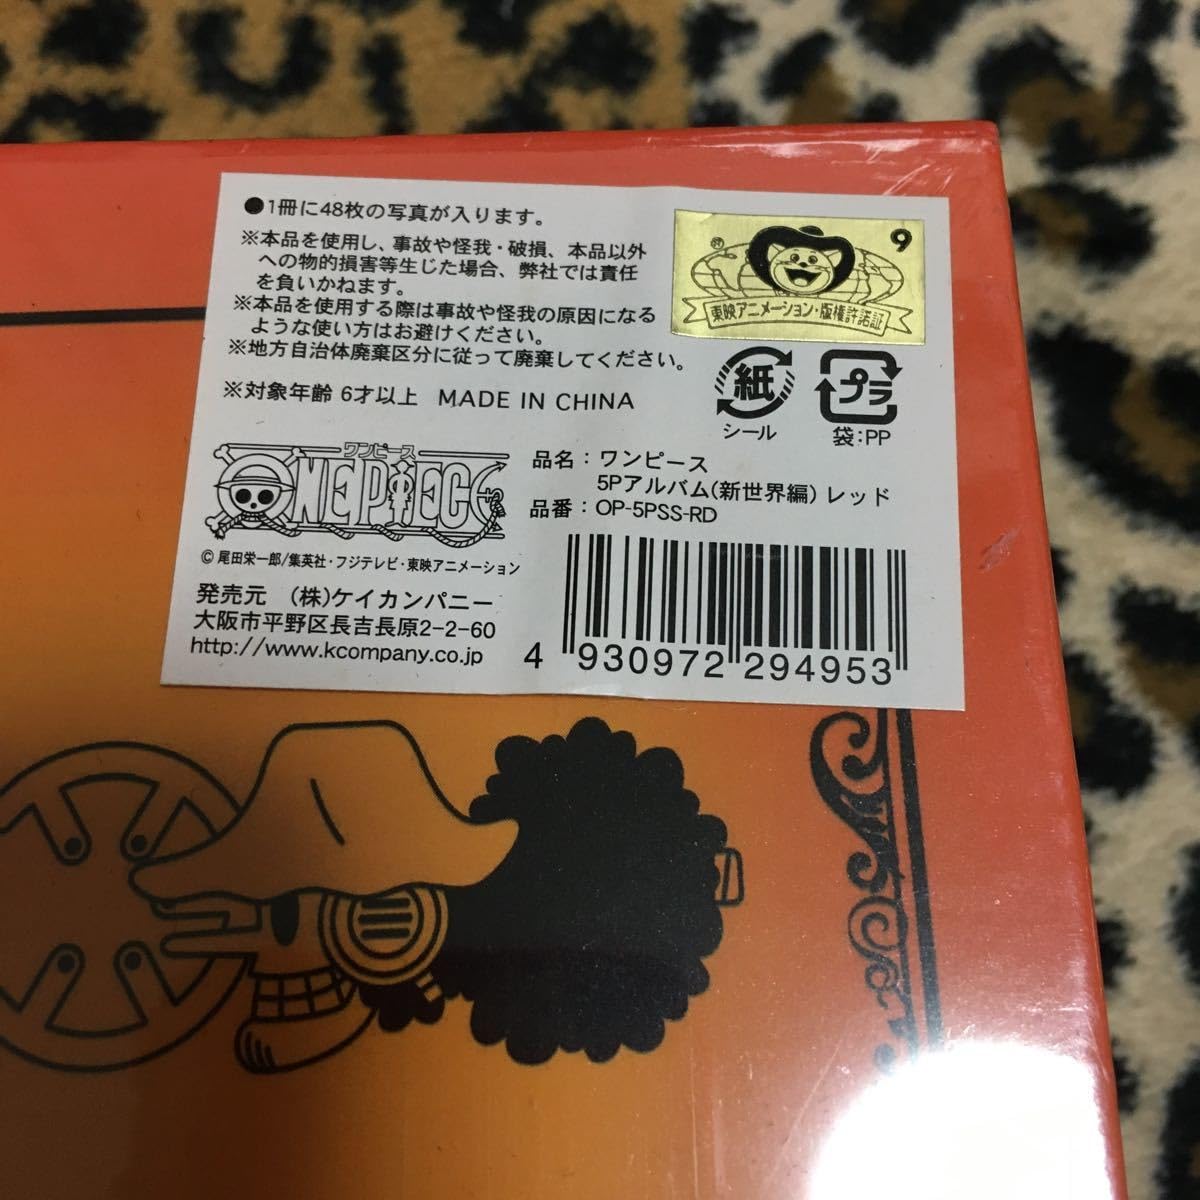 ●1冊に48枚の写真が入ります。
※本品を使用し、事故や怪我・破損、本品以外
への物的損害等生じた場合、弊社では責任
を負いかねます。
※本品を使用する際は事故や怪我の原因になる
ような使い方はお避けください。
※地方自治体廃棄区分に従って廃棄してください。
※対象年齢 6才以上 MADE IN CHINA
9
東映アニメーション・版権許諾証
紙
シール
プラ
袋:PP
ワンピース
ONE PIECE
品名：ワンピース
5Pアルバム(新世界編) レッド
品番：OP-5PSS-RD
© 尾田栄一郎/集英社・フジテレビ・東映アニメーション
発売元 (株)ケイカンパニー
大阪市平野区長吉長原2-2-60
http://www.kcompany.co.jp
4 930972 294953